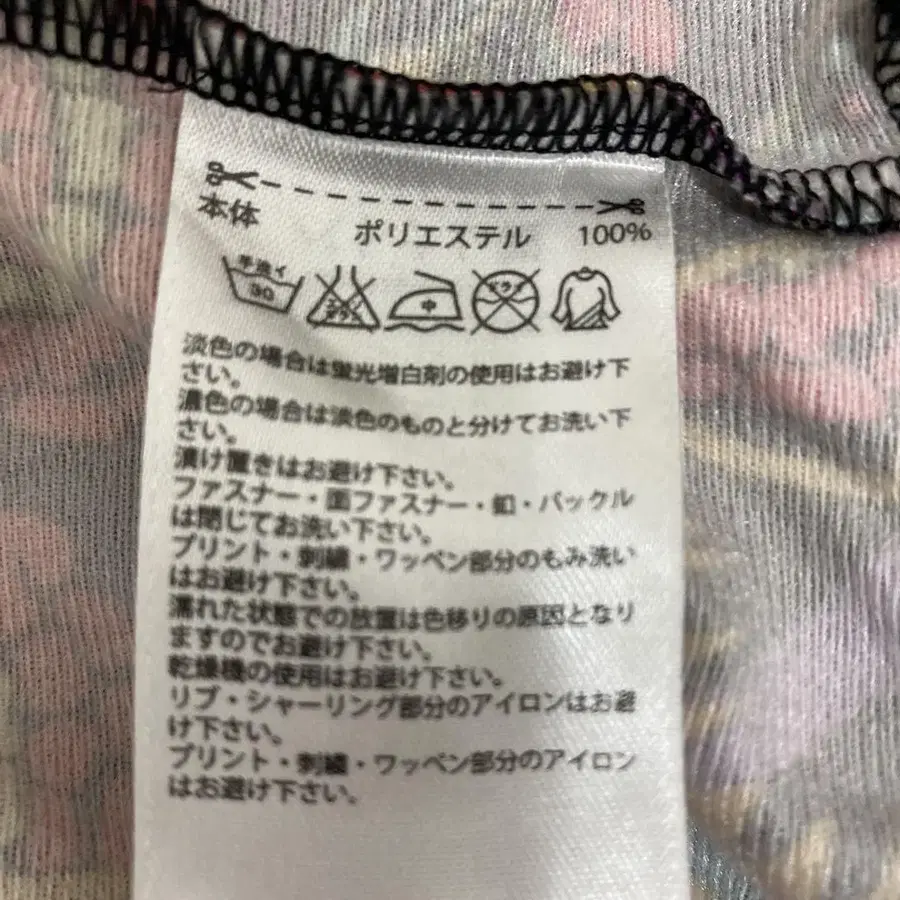 本体
ポリエステル 100%
手洗イ 30 エンソサラシ 中 ドライ
淡色の場合は蛍光増白剤の使用はお避け下
さい。
濃色の場合は淡色のものと分けてお洗い下
さい。
漬け置きはお避け下さい。
ファスナー・面ファスナー・釦・バックル
は閉じてお洗い下さい。
プリント・刺繍・ワッペン部分のもみ洗い
はお避け下さい。
濡れた状態での放置は色移りの原因となり
ますのでお避け下さい。
乾燥機の使用はお避け下さい。
リブ・シャーリング部分のアイロンはお避
け下さい。
プリント・刺繍・ワッペン部分のアイロン
はお避け下さい。